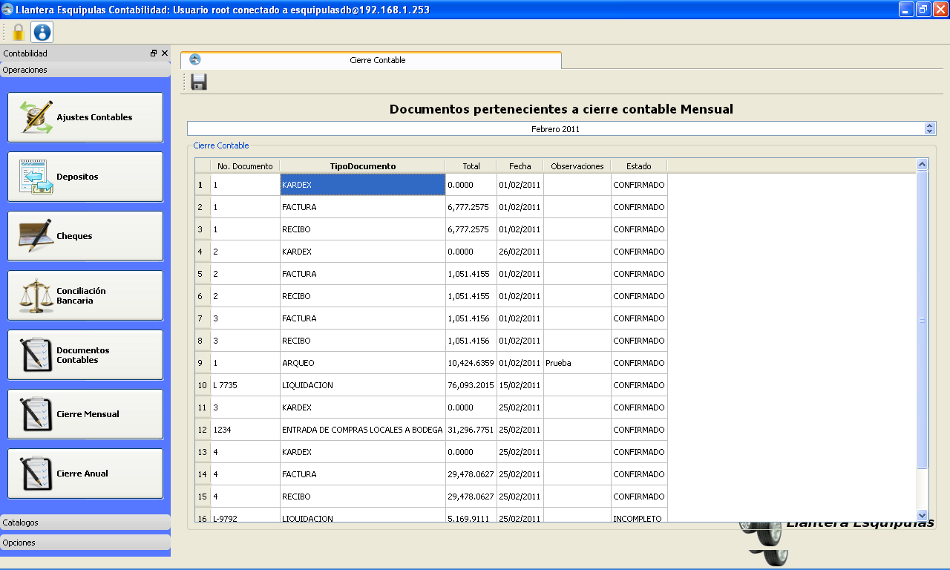 Llantera Esquipulas Contabilidad: Usuario root conectado a esquipulasdb@192.168.1.253
Contabilidad
Operaciones
Ajustes Contables
Depositos
Cheques
Conciliación
Bancaria
Documentos
Contables
Cierre Mensual
Cierre Anual
Catalogos
Opciones
Cierre Contable
Documentos pertenecientes a cierre contable Mensual
Febrero 2011
Cierre Contable
No. Documento TipoDocumento Total Fecha Observaciones Estado
1 1 KARDEX 0.0000 01/02/2011 CONFIRMADO
2 1 FACTURA 6,777.2575 01/02/2011 CONFIRMADO
3 1 RECIBO 6,777.2575 01/02/2011 CONFIRMADO
4 2 KARDEX 0.0000 26/02/2011 CONFIRMADO
5 2 FACTURA 1,051.4155 01/02/2011 CONFIRMADO
6 2 RECIBO 1,051.4155 01/02/2011 CONFIRMADO
7 3 FACTURA 1,051.4156 01/02/2011 CONFIRMADO
8 3 RECIBO 1,051.4156 01/02/2011 CONFIRMADO
9 1 ARQUEO 10,424.6359 01/02/2011 Prueba CONFIRMADO
10 L 7735 LIQUIDACION 76,093.2015 15/02/2011 CONFIRMADO
11 3 KARDEX 0.0000 25/02/2011 CONFIRMADO
12 1234 ENTRADA DE COMPRAS LOCALES A BODEGA 31,296.7751 25/02/2011 CONFIRMADO
13 4 KARDEX 0.0000 25/02/2011 CONFIRMADO
14 4 FACTURA 29,478.0627 25/02/2011 CONFIRMADO
15 4 RECIBO 29,478.0627 25/02/2011 CONFIRMADO
16 L-9792 LIQUIDACION 5,169.9111 25/02/2011 INCOMPLETO
Llantera Esquipulas